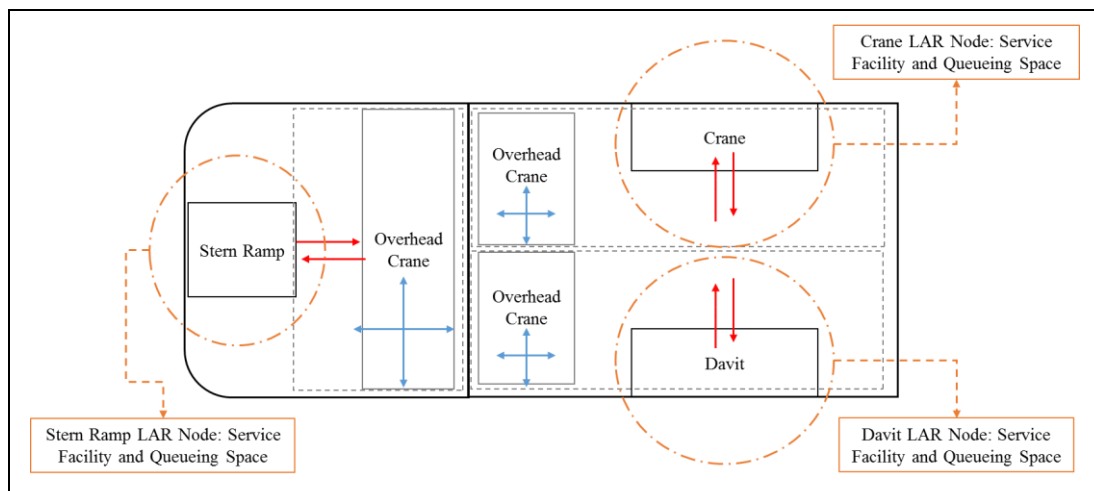 Crane LAR Node: Service
Facility and Queueing Space
Crane
Overhead
Crane
Stern Ramp
Overhead
Crane
Overhead
Crane
Davit
Stern Ramp LAR Node: Service
Facility and Queueing Space
Davit LAR Node: Service
Facility and Queueing Space